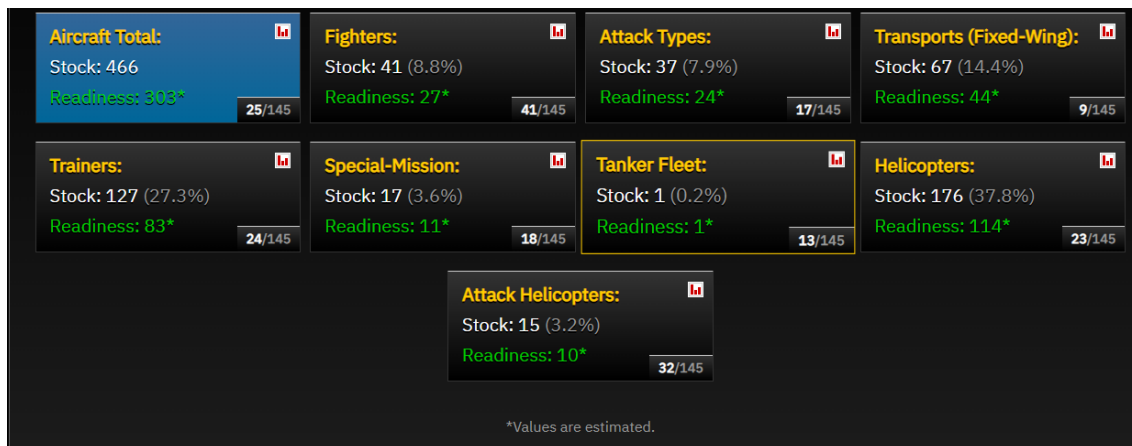 Aircraft Total:
Stock: 466
Readiness: 303*
25/145
Fighters:
Stock: 41 (8.8%)
Readiness: 27*
41/145
Attack Types:
Stock: 37 (7.9%)
Readiness: 24*
17/145
Transports (Fixed-Wing):
Stock: 67 (14.4%)
Readiness: 44*
9/145
Trainers:
Stock: 127 (27.3%)
Readiness: 83*
24/145
Special-Mission:
Stock: 17 (3.6%)
Readiness: 11*
18/145
Tanker Fleet:
Stock: 1 (0.2%)
Readiness: 1*
13/145
Helicopters:
Stock: 176 (37.8%)
Readiness: 114*
23/145
Attack Helicopters:
Stock: 15 (3.2%)
Readiness: 10*
32/145
*Values are estimated.